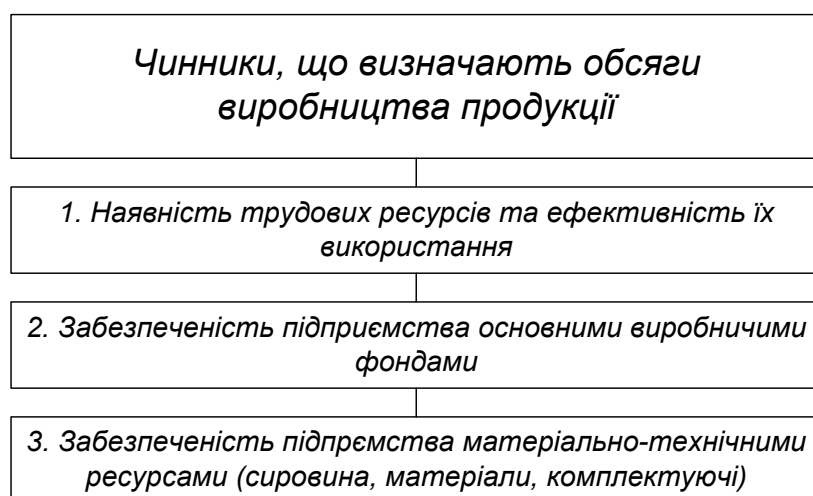 Чинники, що визначають обсяги
виробництва продукції
1. Наявність трудових ресурсів та ефективність їх
використання
2. Забезпеченість підприємства основними виробничими
фондами
3. Забезпеченість підпрємства матеріально-технічними
ресурсами (сировина, матеріали, комплектуючі)